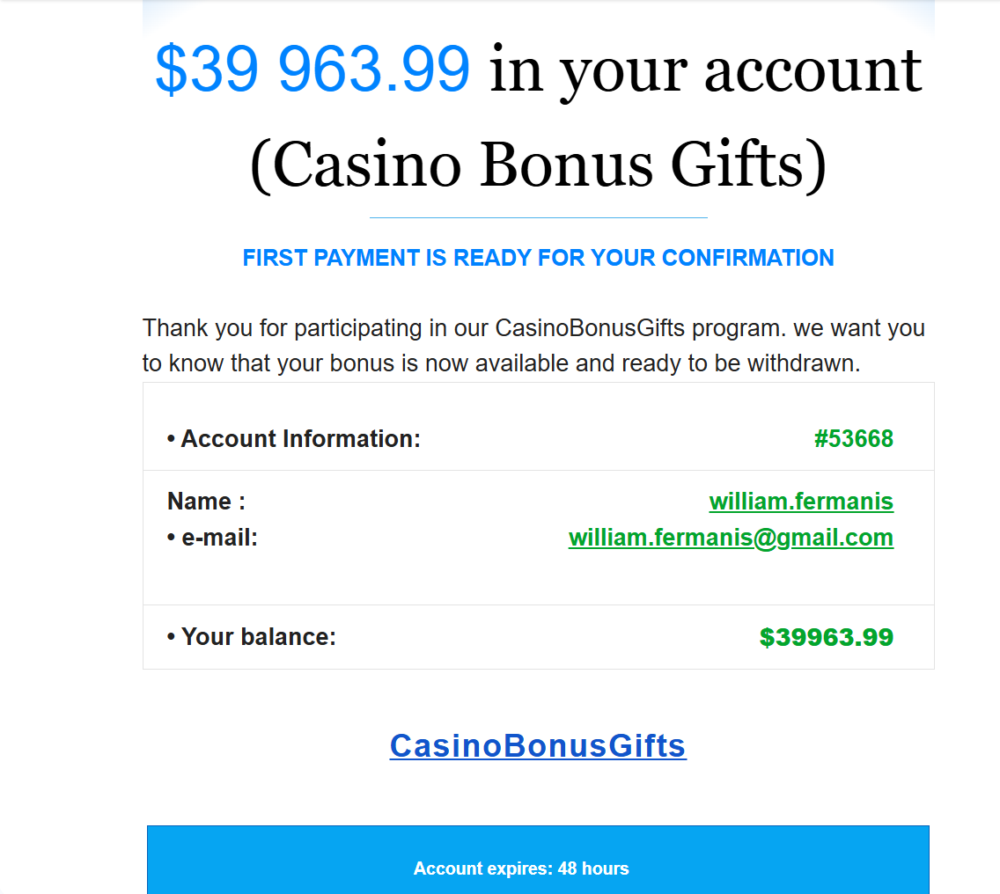 $39 963.99 in your account
(Casino Bonus Gifts)
FIRST PAYMENT IS READY FOR YOUR CONFIRMATION
Thank you for participating in our CasinoBonusGifts program. we want you
to know that your bonus is now available and ready to be withdrawn.
• Account Information: #53668
Name : william.fermanis
• e-mail: william.fermanis@gmail.com
• Your balance: $39963.99
CasinoBonusGifts
Account expires: 48 hours